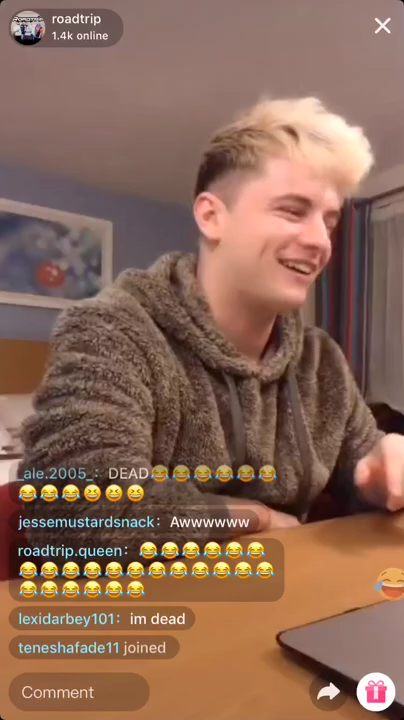 roadtrip
1.4k online
_ale.2005_: DEAD😂😂😂😂😂😂
😂😂😂😆😆😆
jessemustardsnack: Awwwwww
roadtrip.queen: 😂😂😂😂😂😂
😂😂😂😂😂😂😂😂😂😂😂😂
😂😂😂😂😂😂
lexidarbey101: im dead
teneshafade11 joined
Comment